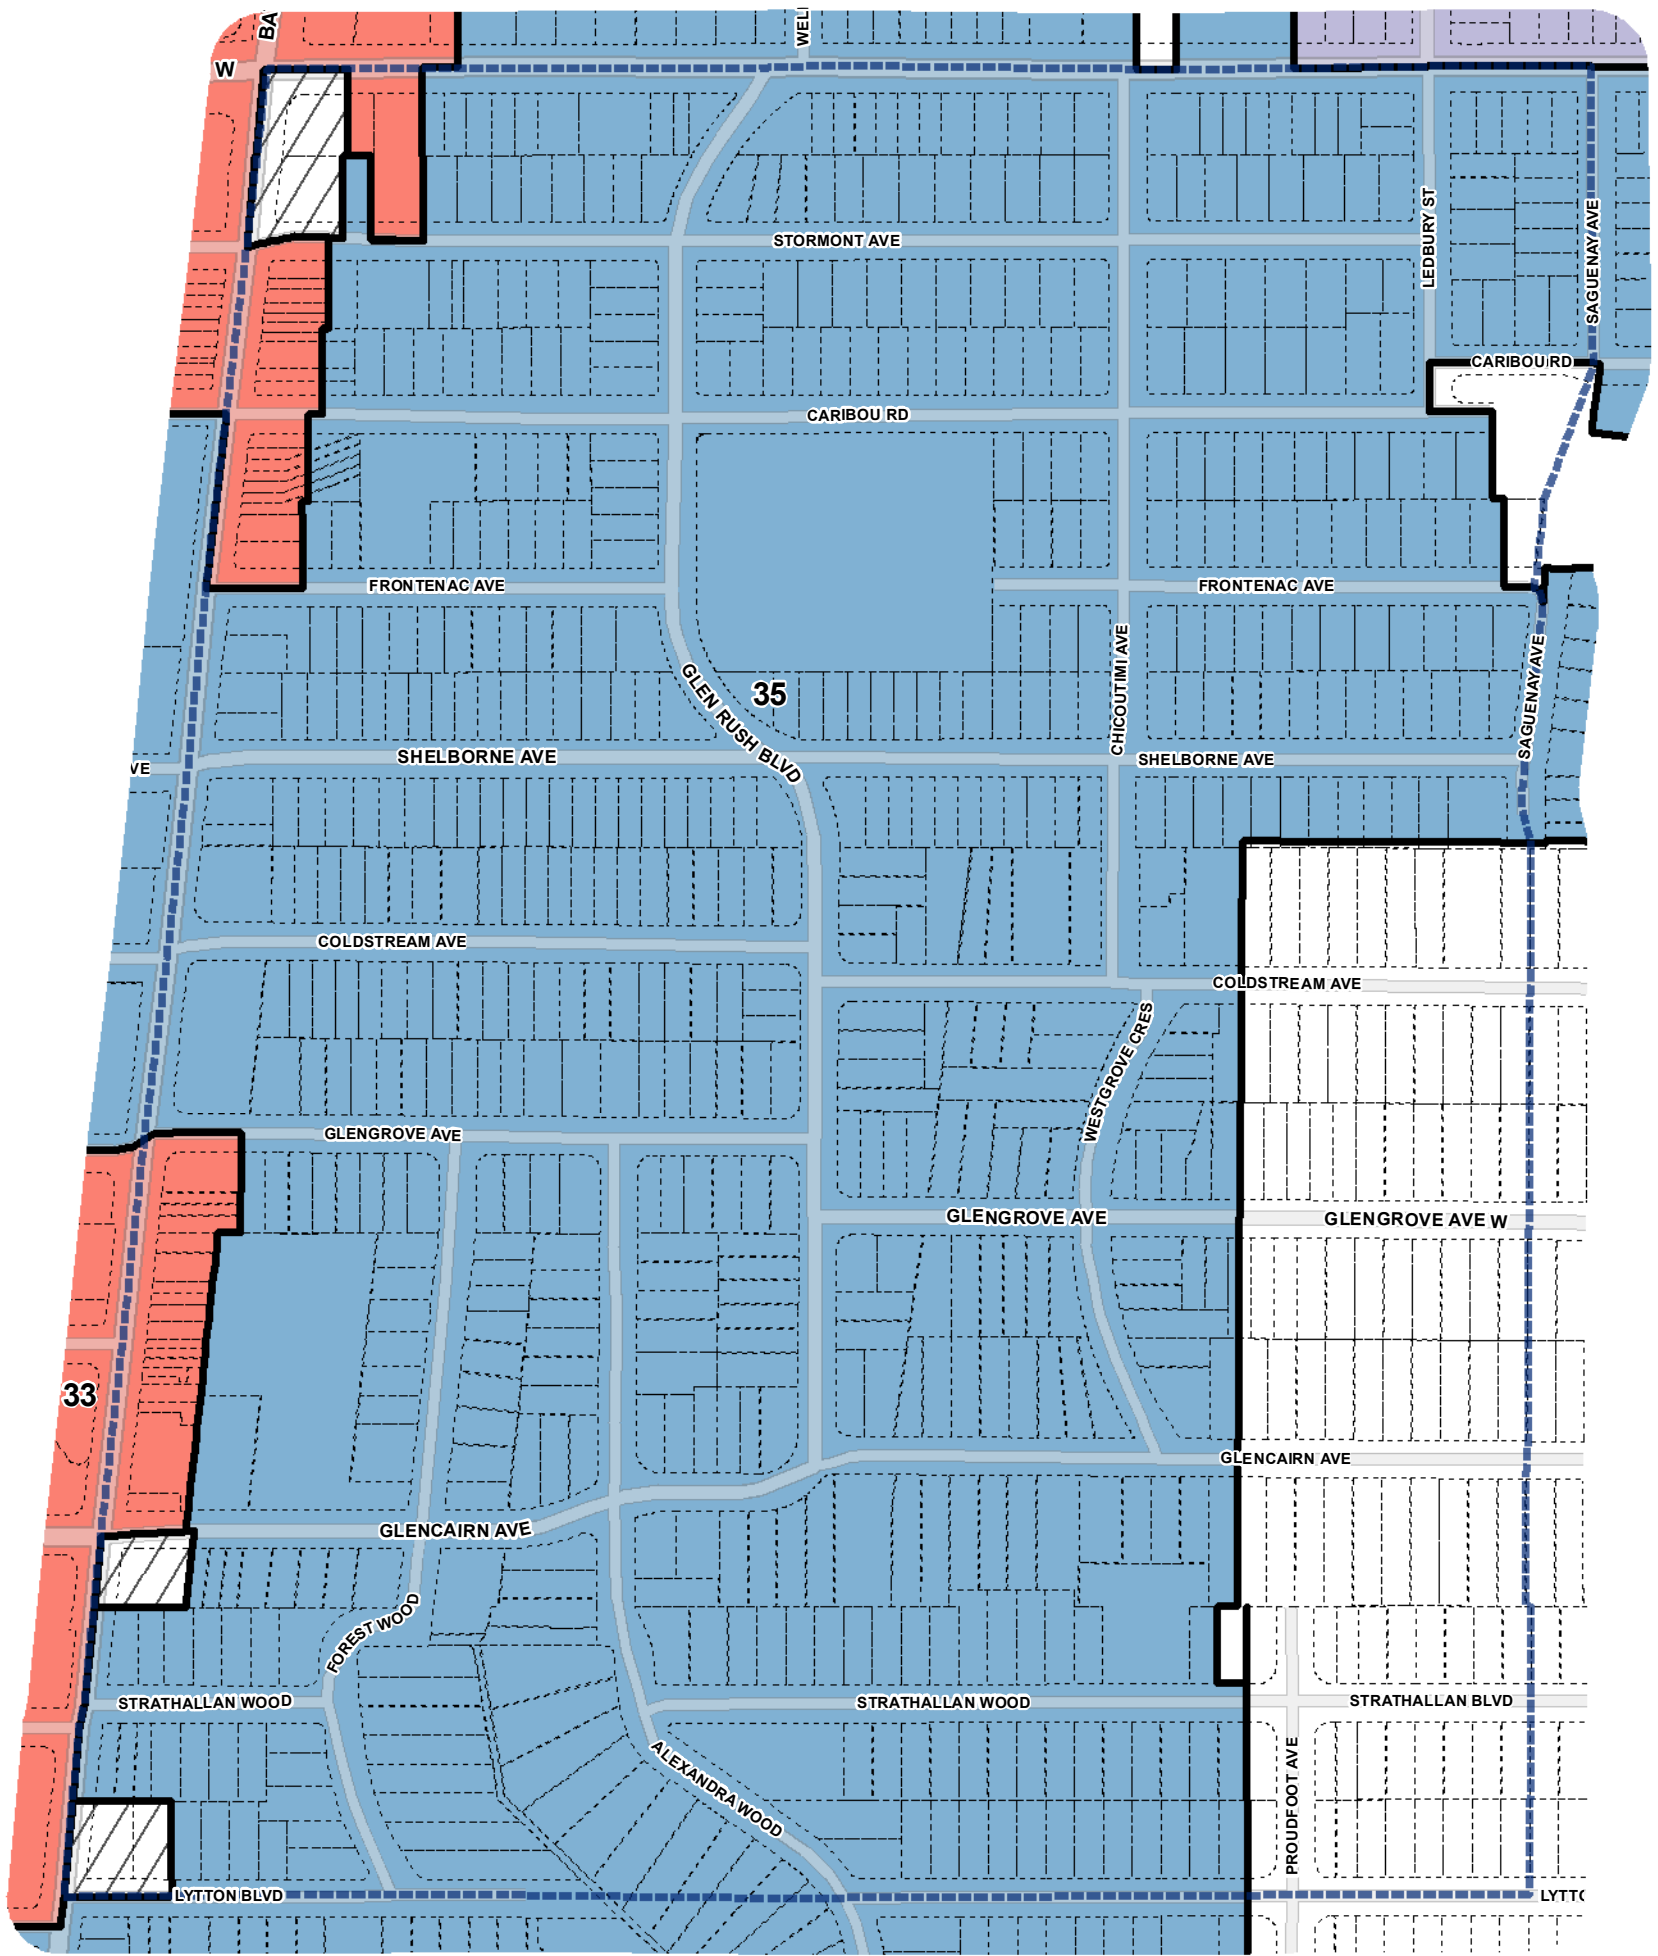 BA
WEL
W
STORMONT AVE
LEDBURY ST
SAGUENAY AVE
CARIBOU RD
CARIBOU RD
FRONTENAC AVE
FRONTENAC AVE
CHICOUTIMI AVE
SAGUENAY AVE
GLEN RUSH BLVD
35
SHELBORNE AVE
SHELBORNE AVE
VE
COLDSTREAM AVE
COLDSTREAM AVE
WESTGROVE CRES
GLENGROVE AVE
GLENGROVE AVE
GLENGROVE AVE W
33
GLENCAIRN AVE
GLENCAIRN AVE
FOREST WOOD
STRATHALLAN WOOD
STRATHALLAN WOOD
STRATHALLAN BLVD
ALEXANDRA WOOD
PROUDFOOT AVE
LYTTON BLVD
LYTT